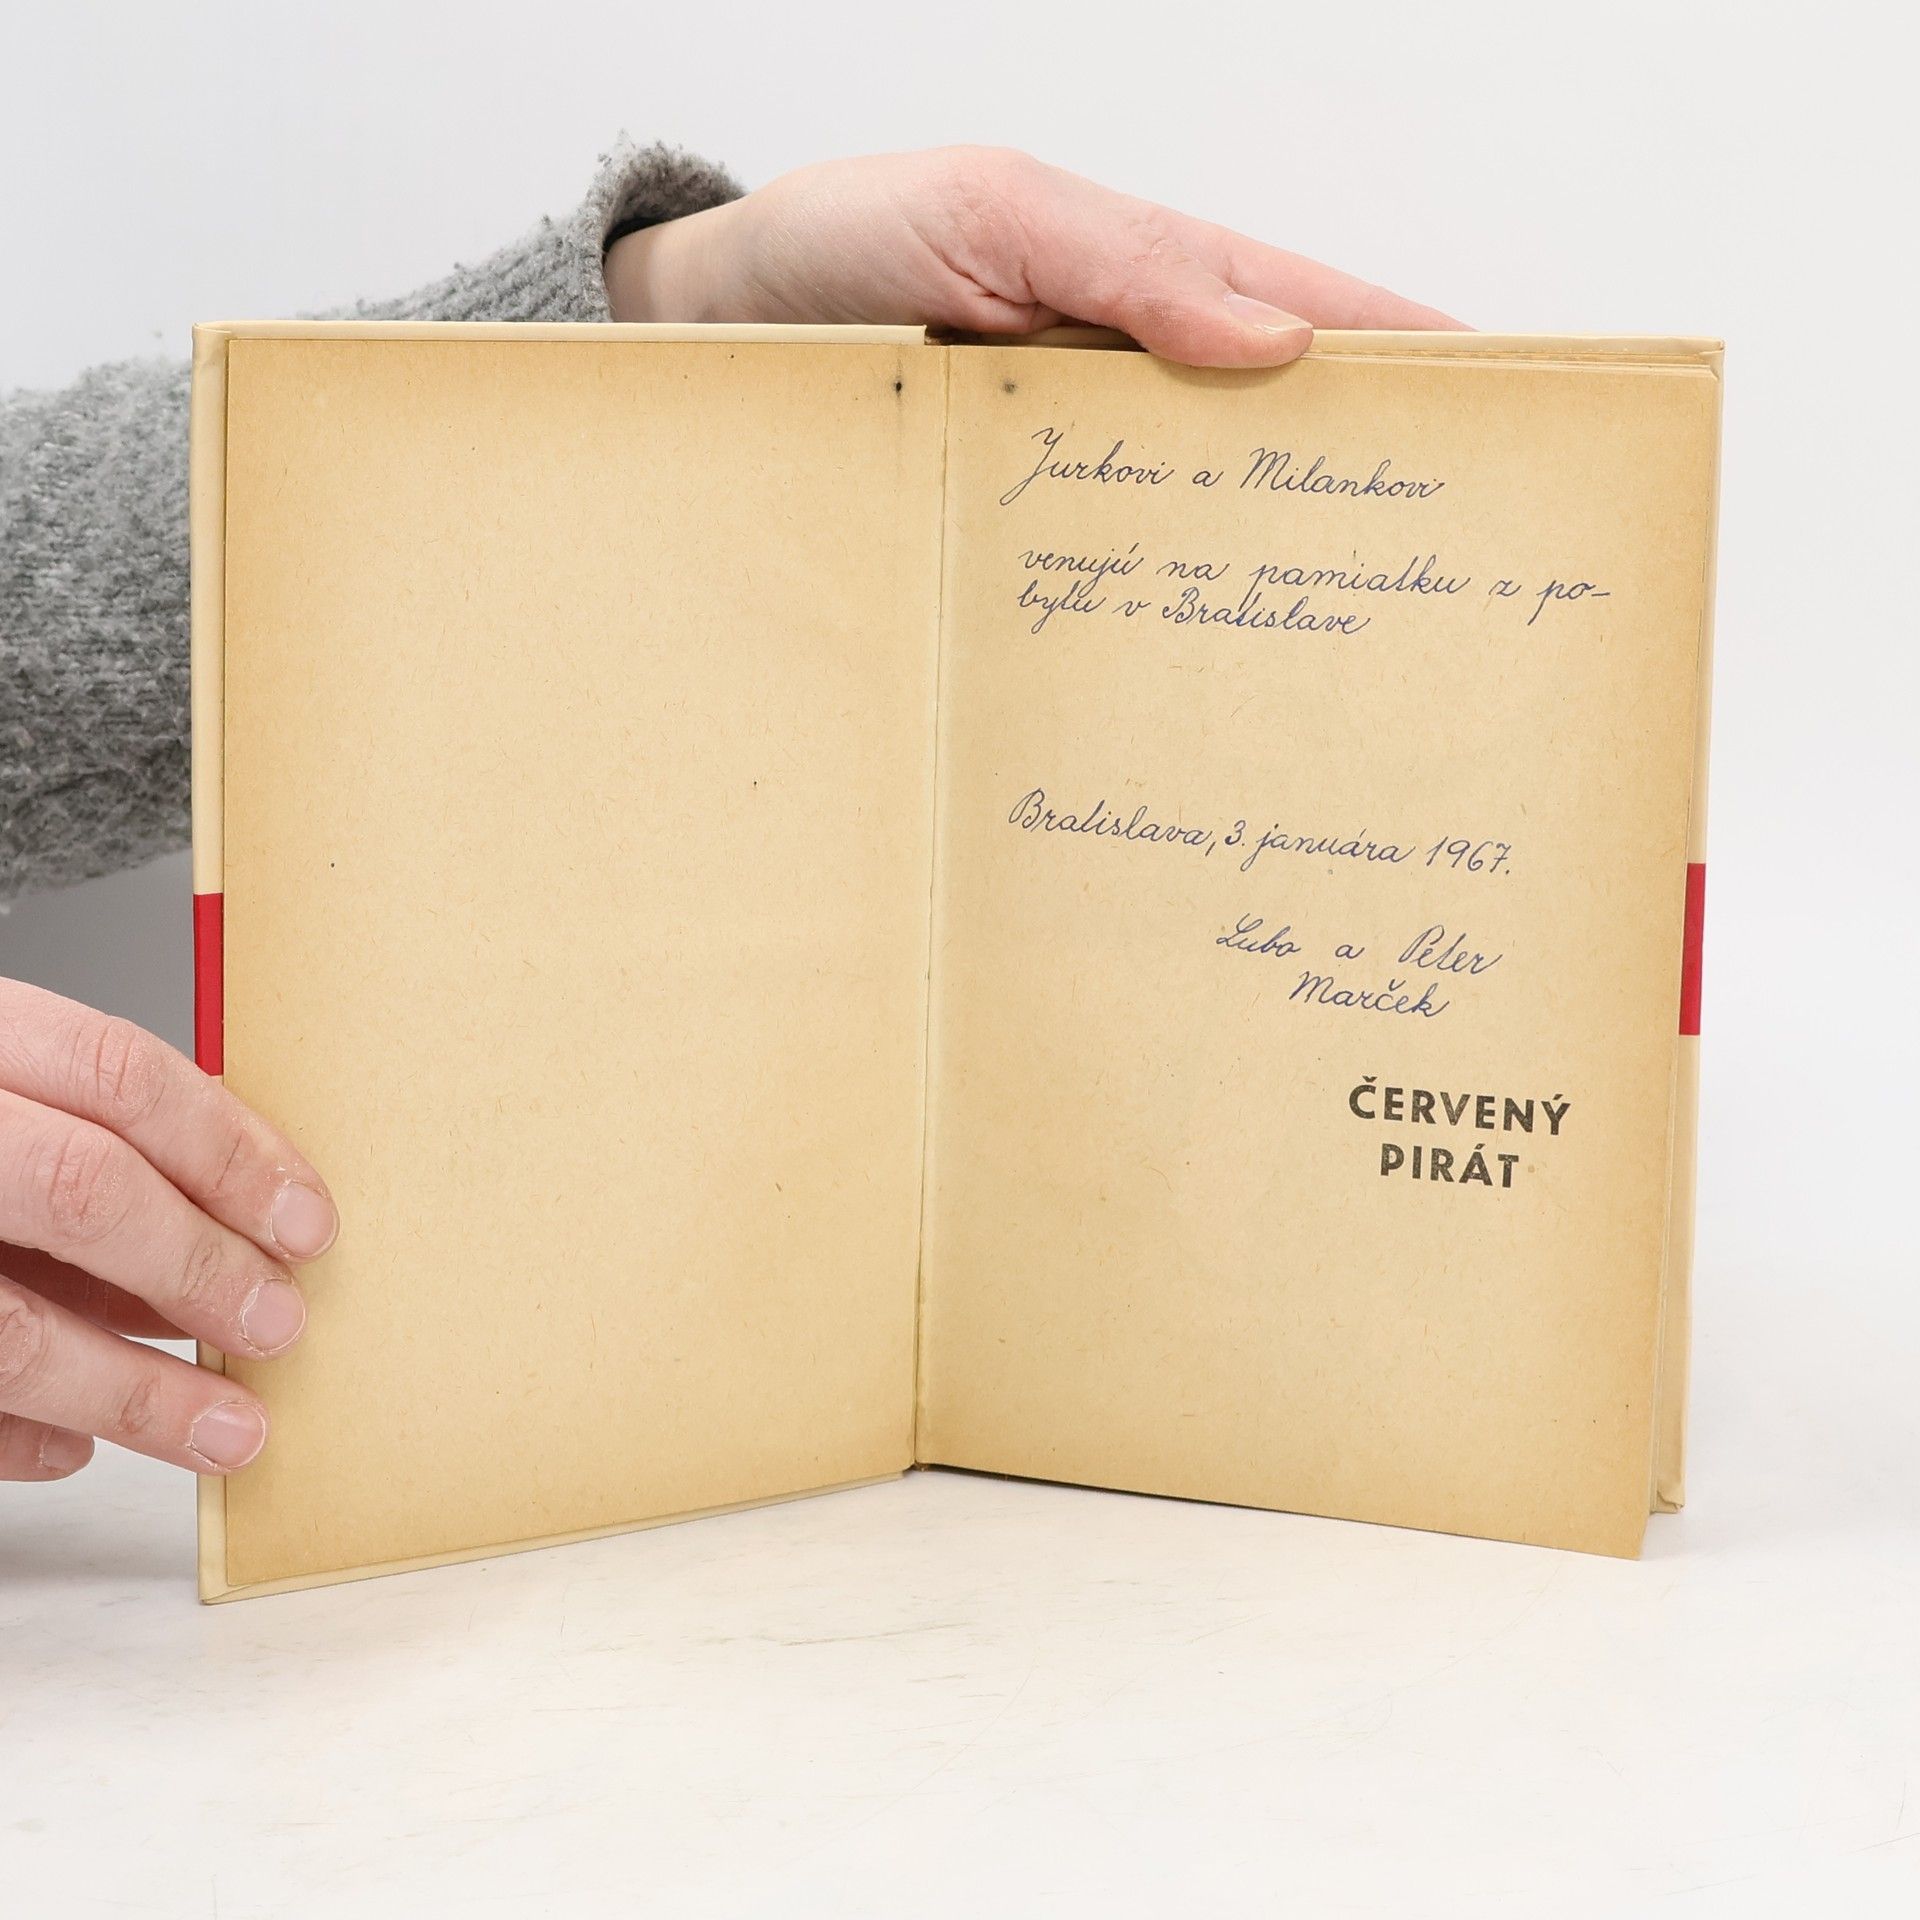 Jurkovi a Milankovi
venujú na pamiatku z po-
bytu v Bratislave
Bratislava, 3. januára 1967.
Lubo a Peter
Marček
ČERVENÝ
PIRÁT